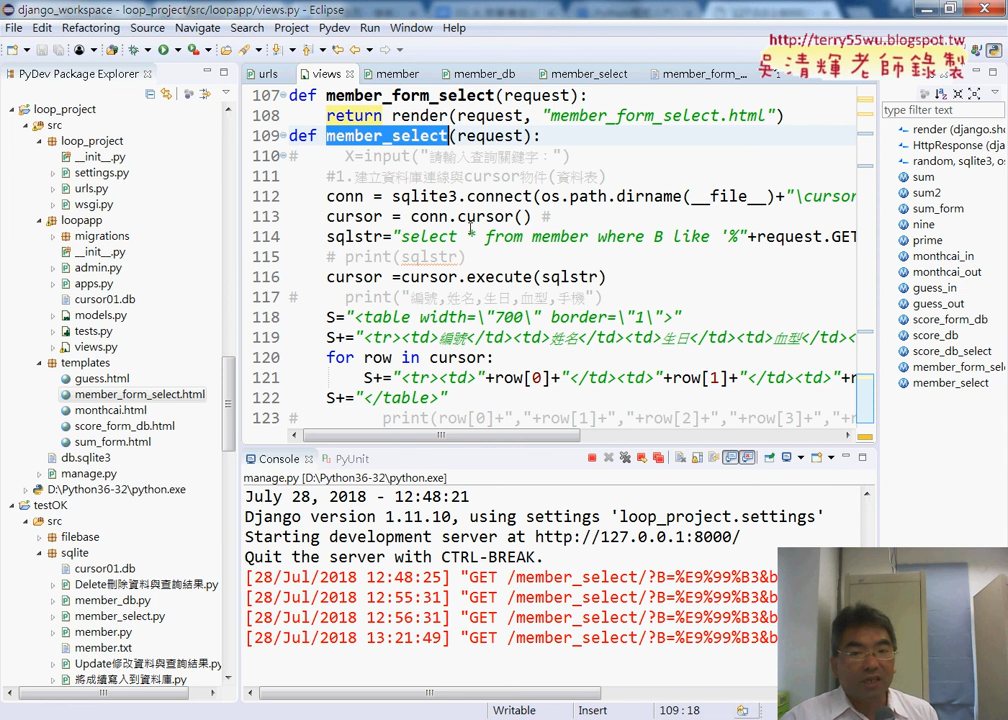 django_workspace - loop_project/src/loopapp/views.py - Eclipse
File Edit Refactoring Source Navigate Search Project Pydev Run Window Help
http://terry55wu.blogspot.tw
吳清輝老師錄製
PyDev Package Explorer
loop_project
src
loop_project
__init__.py
settings.py
urls.py
wsgi.py
loopapp
migrations
__init__.py
admin.py
apps.py
cursor01.db
models.py
tests.py
views.py
templates
guess.html
member_form_select.html
monthcai.html
score_form_db.html
sum_form.html
db.sqlite3
manage.py
D:\Python36-32\python.exe
testOK
src
filebase
sqlite
cursor01.db
Delete刪除資料與查詢結果.py
member_db.py
member_select.py
member.py
member.txt
Update修改資料與查詢結果.py
將成績寫入到資料庫.py
urls views member member_db member_select member_form_...
107 def member_form_select(request):
108 return render(request, "member_form_select.html")
109 def member_select(request):
110 # X=input("請輸入查詢關鍵字：")
111 #1.建立資料庫連線與cursor物件(資料表)
112 conn = sqlite3.connect(os.path.dirname(__file__)+"\cursor
113 cursor = conn.cursor() #
114 sqlstr="select * from member where B like '%"+request.GET
115 # print(sqlstr)
116 cursor =cursor.execute(sqlstr)
117 # print("編號,姓名,生日,血型,手機")
118 S="<table width=\"700\" border=\"1\">"
119 S+="<tr><td>編號</td><td>姓名</td><td>生日</td><td>血型</td>
120 for row in cursor:
121 S+="<tr><td>"+row[0]+"</td><td>"+row[1]+"</td><td>"+r
122 S+="</table>"
123 # print(row[0]+","+row[1]+","+row[2]+","+row[3]+","+
type filter text
render (django.sh
HttpResponse (dja
random, sqlite3, o
sum
sum2
sum_form
nine
prime
monthcai_in
monthcai_out
guess_in
guess_out
score_form_db
score_db
score_db_select
member_form_sel
member_select
Console PyUnit
manage.py [D:\Python36-32\python.exe]
July 28, 2018 - 12:48:21
Django version 1.11.10, using settings 'loop_project.settings'
Starting development server at http://127.0.0.1:8000/
Quit the server with CTRL-BREAK.
[28/Jul/2018 12:48:25] "GET /member_select/?B=%E9%99%B3&b
[28/Jul/2018 12:55:31] "GET /member_select/?B=%E9%99%B3&b
[28/Jul/2018 12:56:31] "GET /member_select/?B=%E9%99%B3&b
[28/Jul/2018 13:21:49] "GET /member_select/?B=%E9%99%B3&b
Writable Insert 109 : 18